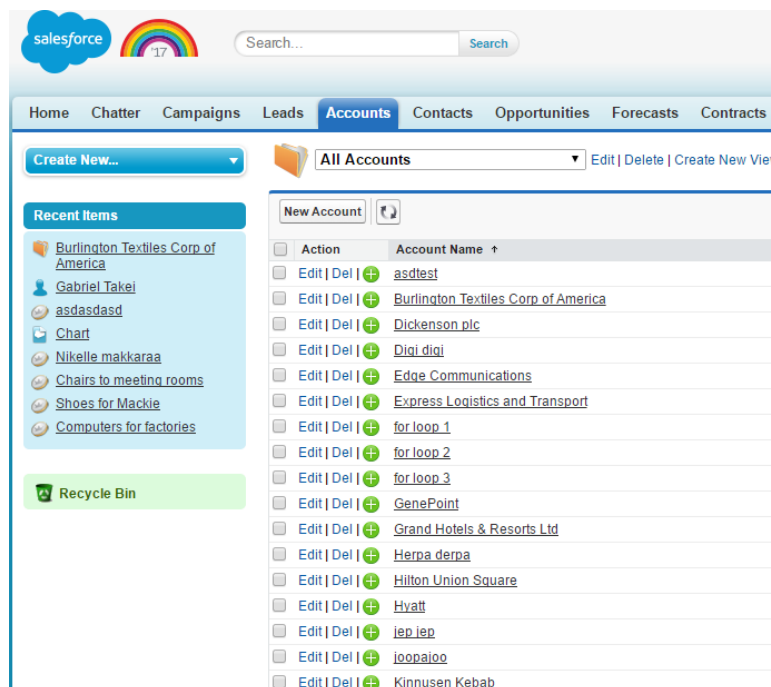 salesforce
'17
Search...
Search
Home Chatter Campaigns Leads Accounts Contacts Opportunities Forecasts Contracts
Create New...
All Accounts
Edit | Delete | Create New Vie
Recent Items
Burlington Textiles Corp of
America
Gabriel Takei
asdasdasd
Chart
Nikelle makkaraa
Chairs to meeting rooms
Shoes for Mackie
Computers for factories
Recycle Bin
New Account
Action Account Name ↑
Edit | Del | asdtest
Edit | Del | Burlington Textiles Corp of America
Edit | Del | Dickenson plc
Edit | Del | Digi digi
Edit | Del | Edge Communications
Edit | Del | Express Logistics and Transport
Edit | Del | for loop 1
Edit | Del | for loop 2
Edit | Del | for loop 3
Edit | Del | GenePoint
Edit | Del | Grand Hotels & Resorts Ltd
Edit | Del | Herpa derpa
Edit | Del | Hilton Union Square
Edit | Del | Hyatt
Edit | Del | jep jep
Edit | Del | joopajoo
Edit | Del | Kinnusen Kebab